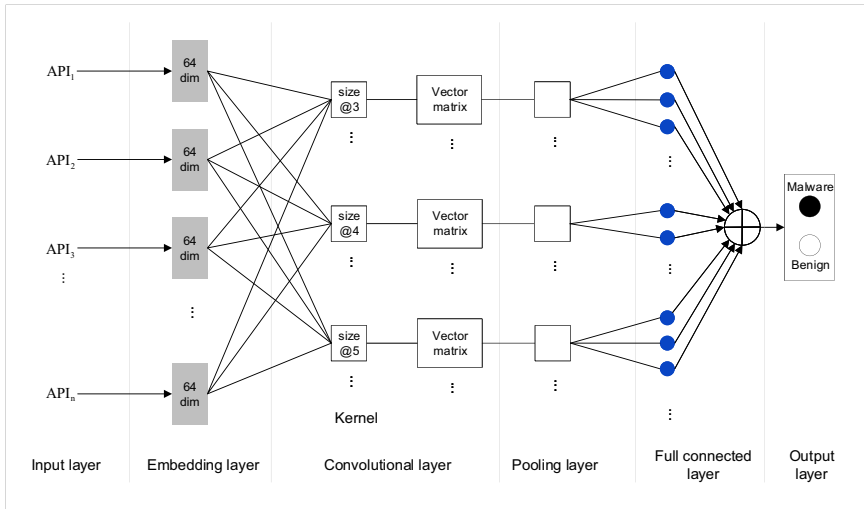 API1
64
dim
size
@3
Vector
matrix
API2
64
dim
Malware
API3
64
dim
size
@4
Vector
matrix
Benign
size
@5
Vector
matrix
APIn
64
dim
Kernel
Input layer
Embedding layer
Convolutional layer
Pooling layer
Full connected
layer
Output
layer